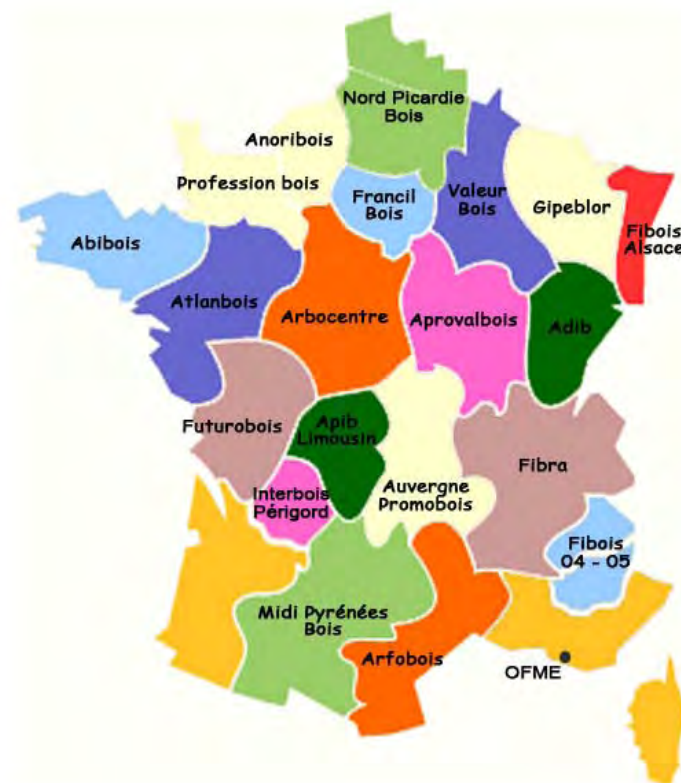 Nord Picardie
Bois
Anoribois
Profession bois
Francil
Bois
Valeur
Bois
Gipeblor
Fibois
Alsace
Abibois
Atlanbois
Arbocentre
Aprovalbois
Adib
Futurobois
Apib
Limousin
Fibra
Interbois
Périgord
Auvergne
Promobois
Fibois
04 - 05
Midi Pyrénées
Bois
Arfobois
OFME